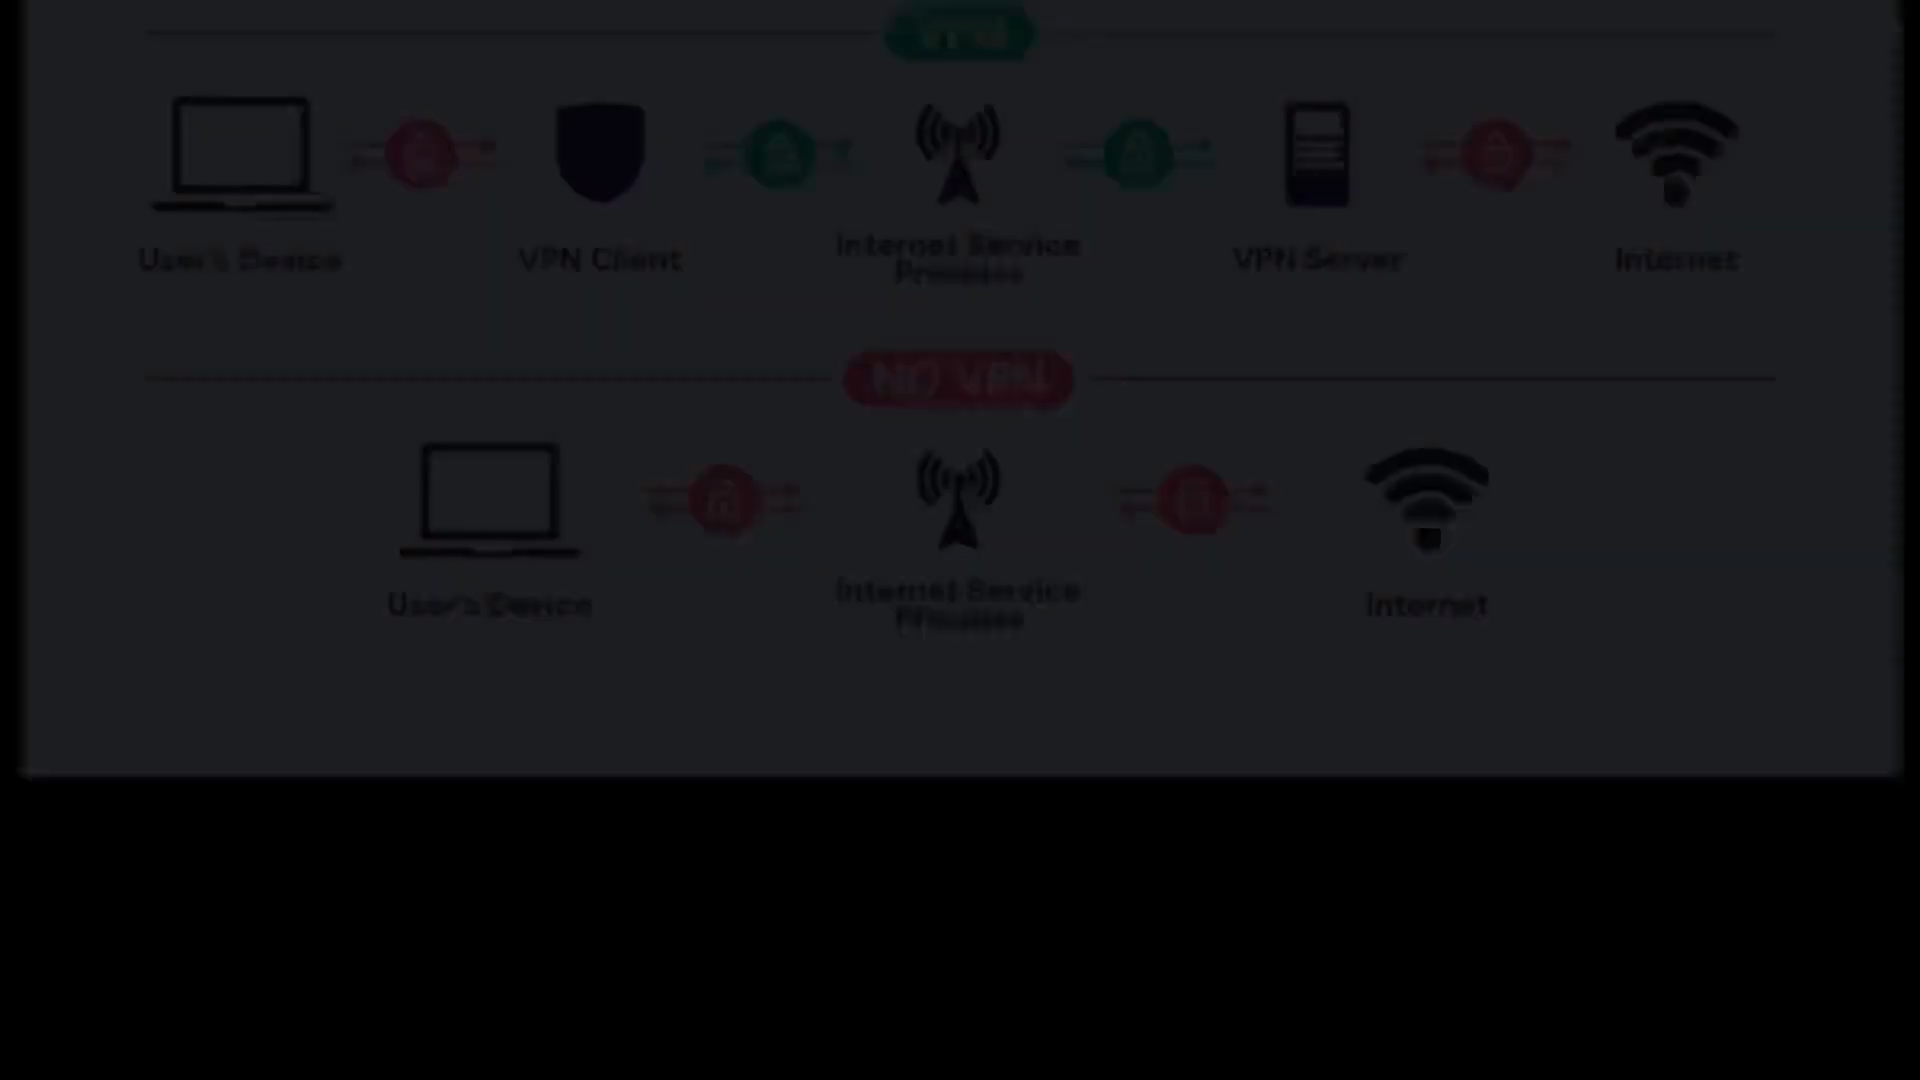 VPN
User's Device
VPN Client
Internet Service
Provider
VPN Server
Internet
NO VPN
User's Device
Internet Service
Provider
Internet